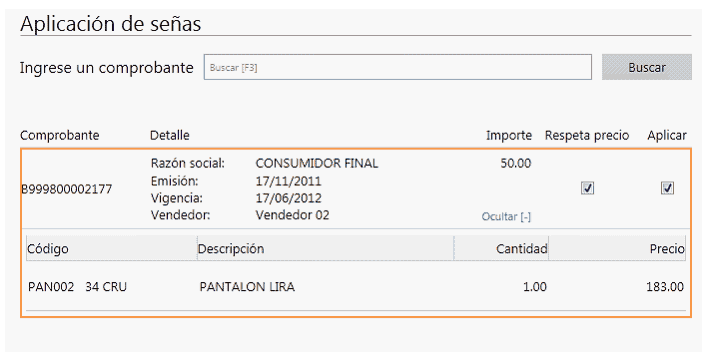 Aplicación de señas
Ingrese un comprobante Buscar [F3] Buscar
Comprobante Detalle Importe Respeta precio Aplicar
Razón social: CONSUMIDOR FINAL 50.00
B999800002177 Emisión: 17/11/2011
Vigencia: 17/06/2012
Vendedor: Vendedor 02 Ocultar [-]
Código Descripción Cantidad Precio
PAN002 34 CRU PANTALON LIRA 1.00 183.00